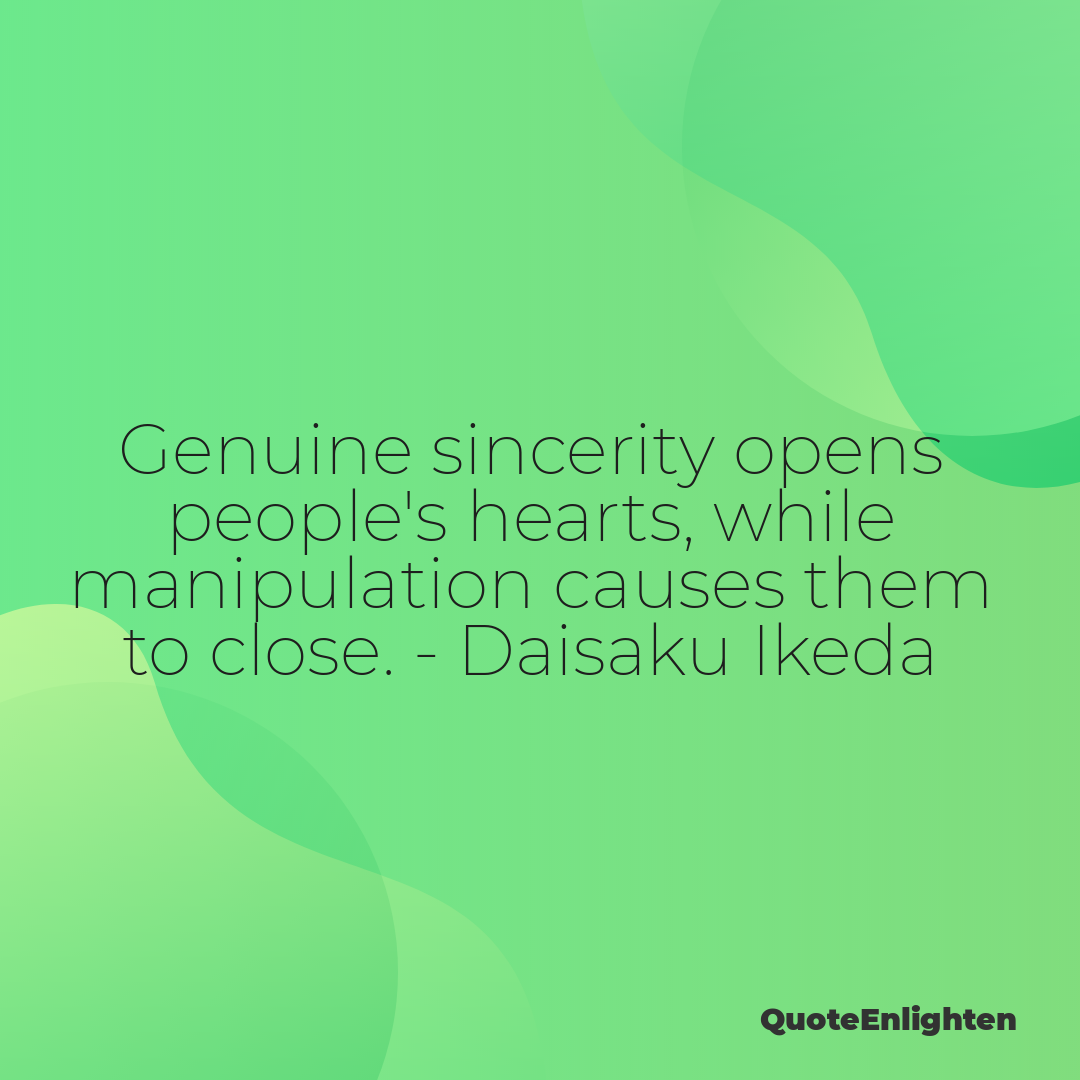 Genuine sincerity opens
people's hearts, while
manipulation causes them
to close. - Daisaku Ikeda
QuoteEnlighten